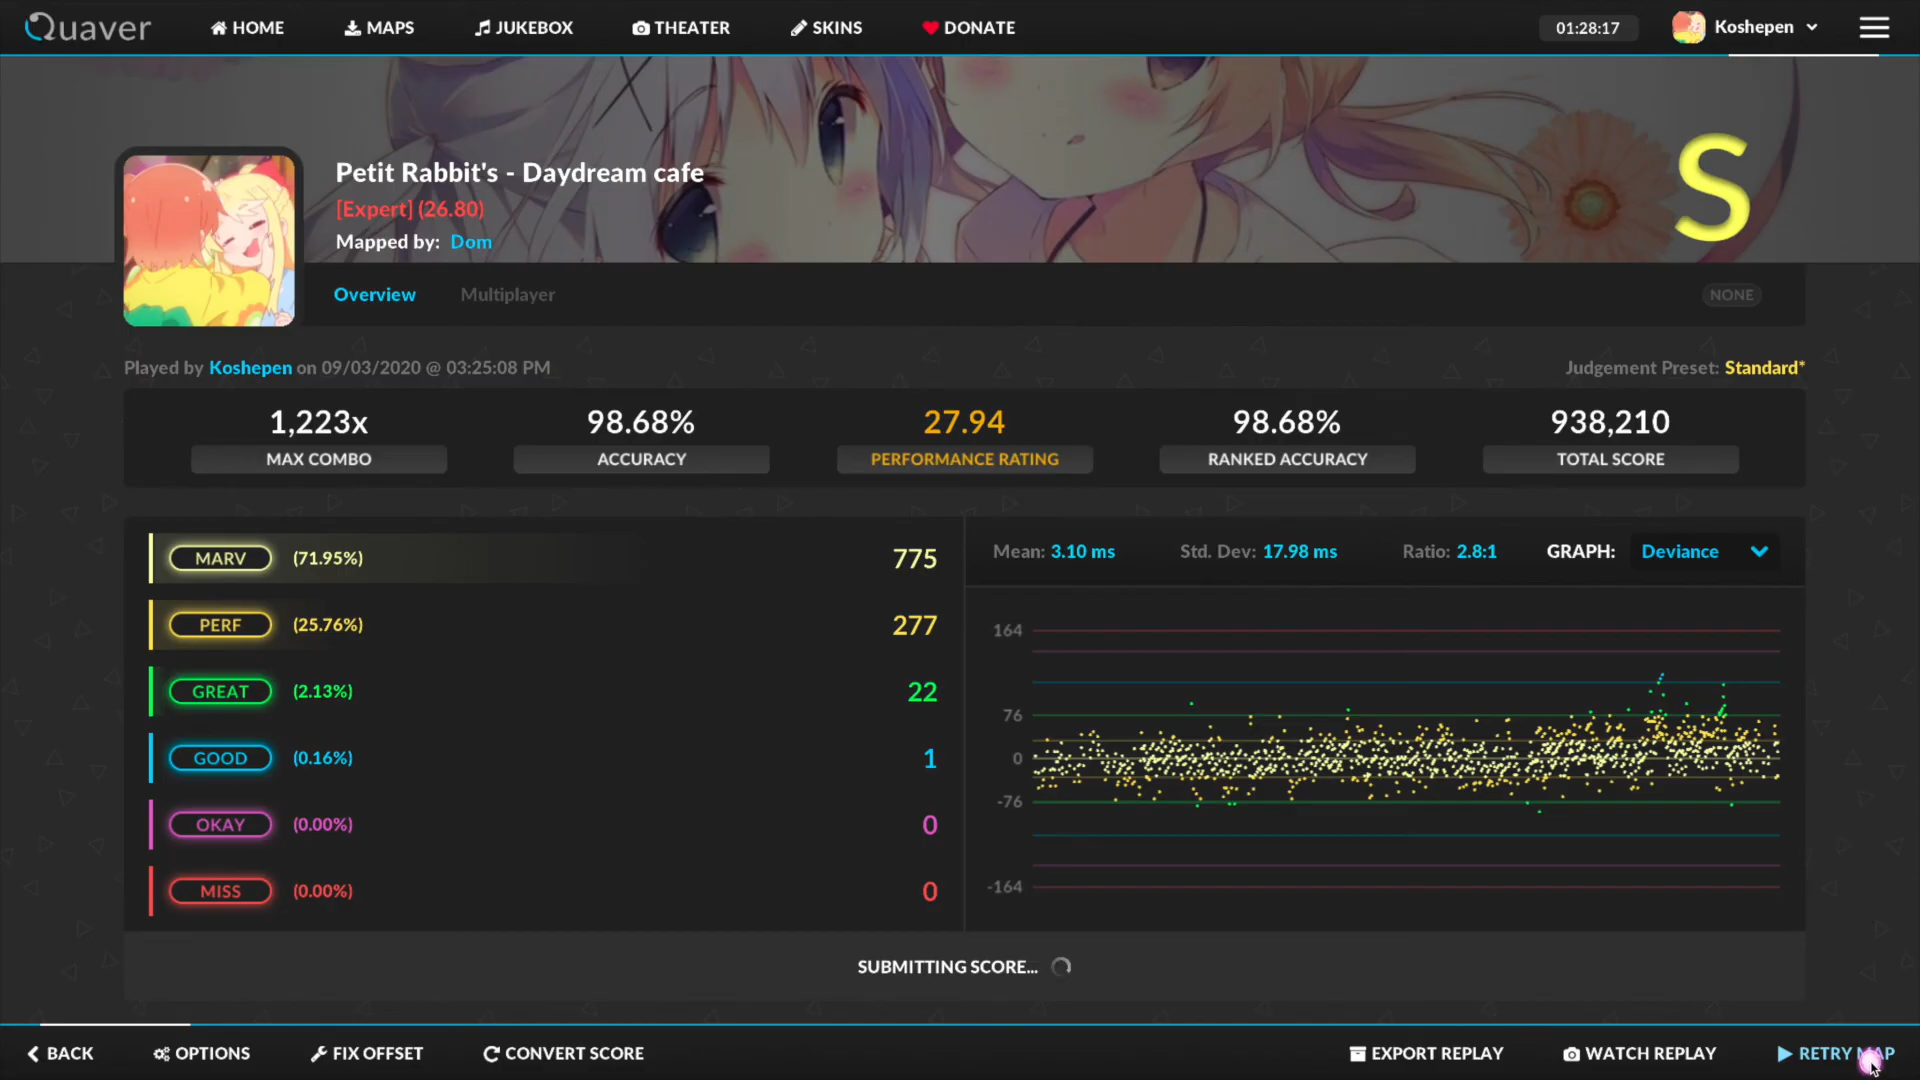 Quaver HOME MAPS JUKEBOX THEATER SKINS DONATE 01:28:17 Koshepen
S
Petit Rabbit's - Daydream cafe
[Expert] (26.80)
Mapped by: Dom
Overview Multiplayer NONE
Played by Koshepen on 09/03/2020 @ 03:25:08 PM Judgement Preset: Standard*
1,223x 98.68% 27.94 98.68% 938,210
MAX COMBO ACCURACY PERFORMANCE RATING RANKED ACCURACY TOTAL SCORE
MARV (71.95%) 775
PERF (25.76%) 277
GREAT (2.13%) 22
GOOD (0.16%) 1
OKAY (0.00%) 0
MISS (0.00%) 0
Mean: 3.10 ms Std. Dev: 17.98 ms Ratio: 2.8:1 GRAPH: Deviance
164
76
0
-76
-164
SUBMITTING SCORE...
BACK OPTIONS FIX OFFSET CONVERT SCORE EXPORT REPLAY WATCH REPLAY RETRY MAP